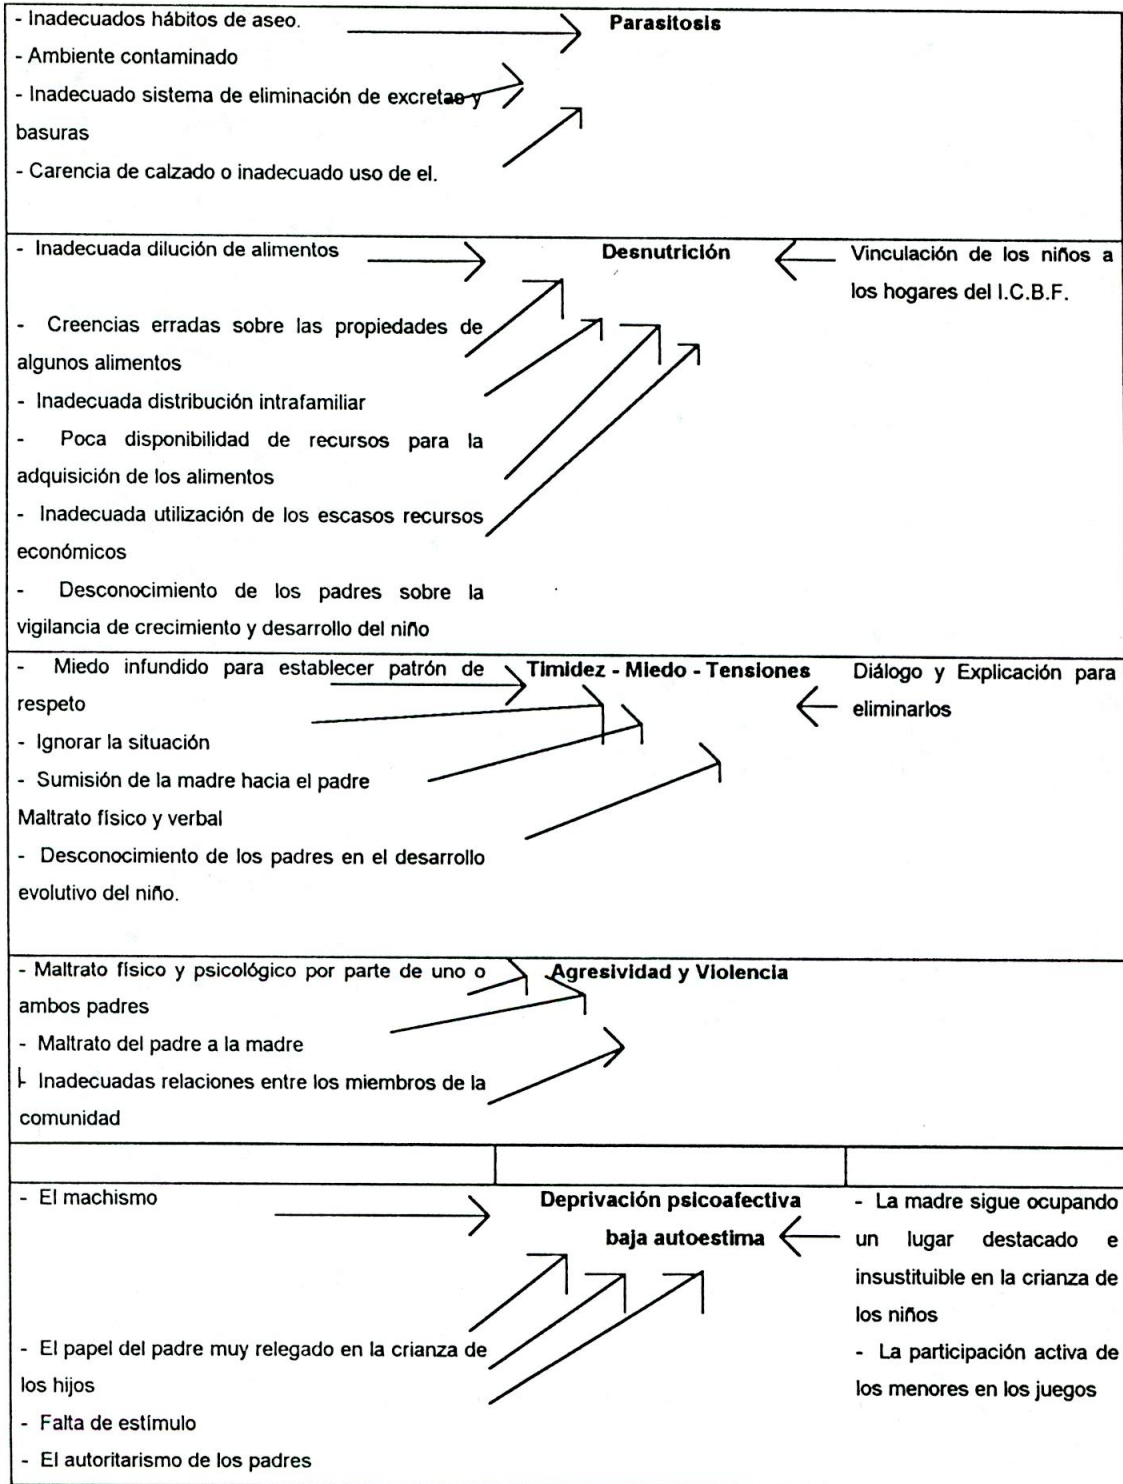 - Inadecuados hábitos de aseo.
Parasitosis
- Ambiente contaminado
- Inadecuado sistema de eliminación de excretas y
basuras
- Carencia de calzado o inadecuado uso de el.
- Inadecuada dilución de alimentos
- Creencias erradas sobre las propiedades de
algunos alimentos
- Inadecuada distribución intrafamiliar
- Poca disponibilidad de recursos para la
adquisición de los alimentos
- Inadecuada utilización de los escasos recursos
económicos
- Desconocimiento de los padres sobre la
vigilancia de crecimiento y desarrollo del niño
Desnutrición
Vinculación de los niños a
los hogares del I.C.B.F.
- Miedo infundido para establecer patrón de
respeto
- Ignorar la situación
- Sumisión de la madre hacia el padre
Maltrato físico y verbal
- Desconocimiento de los padres en el desarrollo
evolutivo del niño.
Timidez - Miedo - Tensiones
Diálogo y Explicación para
eliminarlos
- Maltrato físico y psicológico por parte de uno o
ambos padres
- Maltrato del padre a la madre
- Inadecuadas relaciones entre los miembros de la
comunidad
Agresividad y Violencia
- El machismo
- El papel del padre muy relegado en la crianza de
los hijos
- Falta de estímulo
- El autoritarismo de los padres
Deprivación psicoafectiva
baja autoestima
- La madre sigue ocupando
un lugar destacado e
insustituible en la crianza de
los niños
- La participación activa de
los menores en los juegos